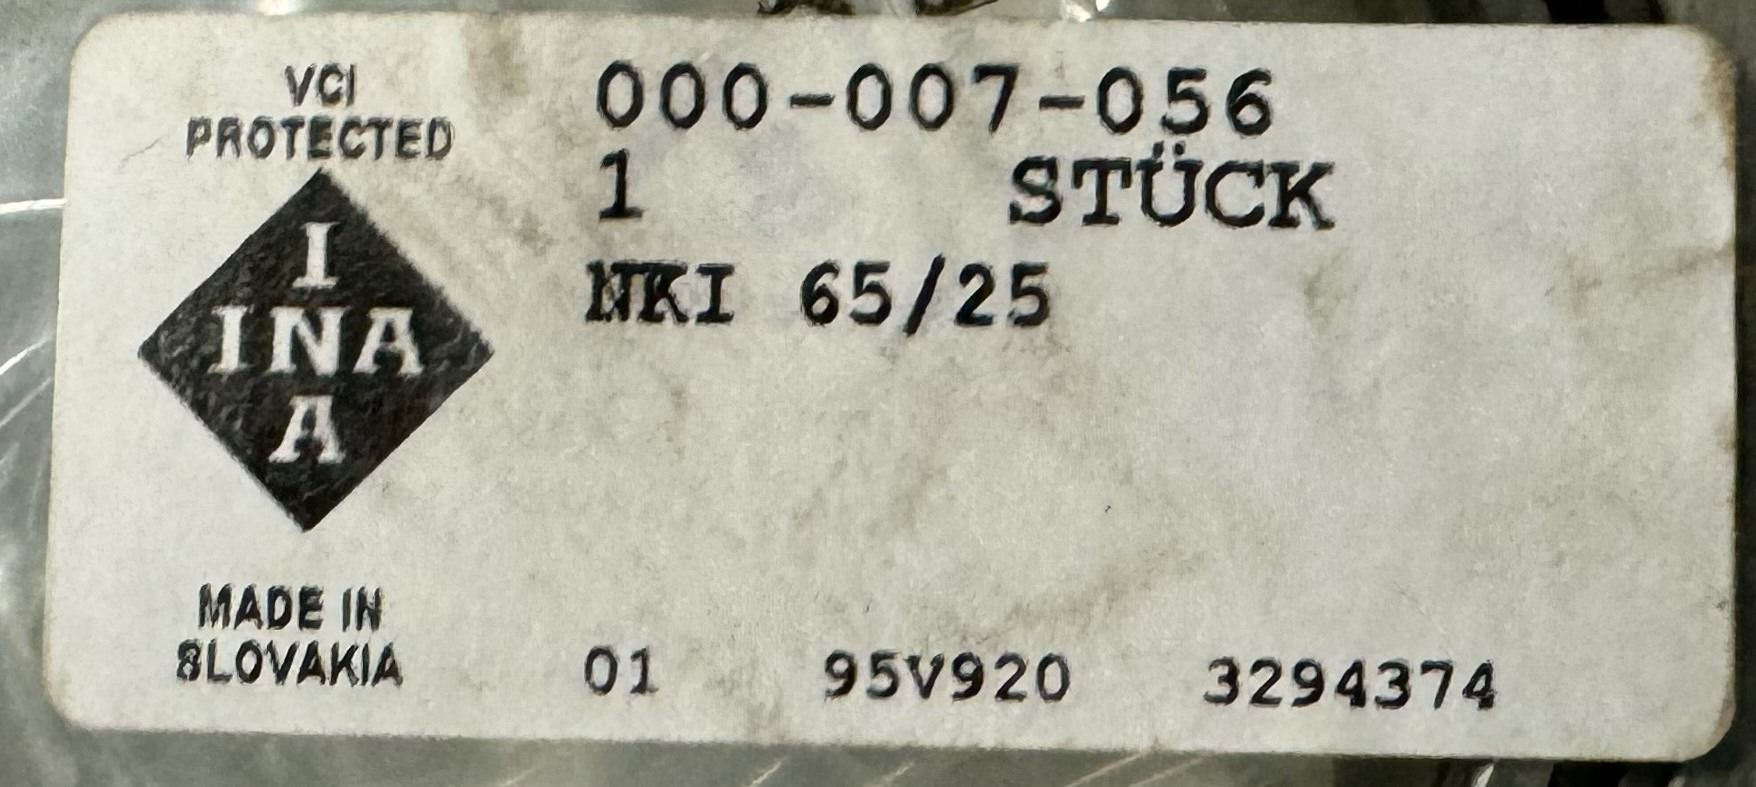 VCI
PROTECTED
I
INA
A
MADE IN
SLOVAKIA
000-007-056
1 STÜCK
NKI 65/25
01 95V920 3294374